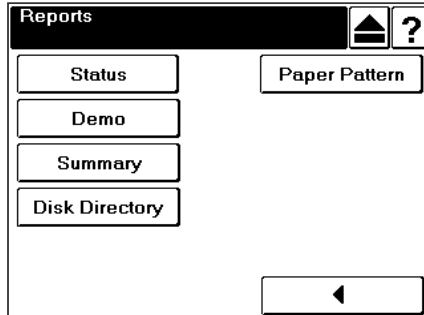 Reports
?
Status
Paper Pattern
Demo
Summary
Disk Directory